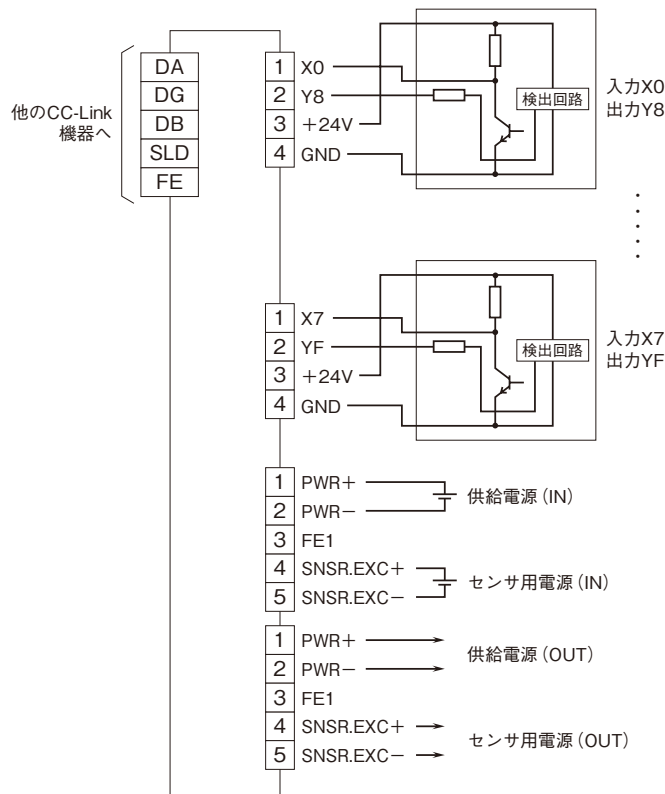 他のCC-Link
機器へ
DA
DG
DB
SLD
FE
1 X0
2 Y8
3 +24V
4 GND
検出回路
入力X0
出力Y8
1 X7
2 YF
3 +24V
4 GND
検出回路
入力X7
出力YF
1 PWR+
2 PWR−
3 FE1
4 SNSR.EXC+
5 SNSR.EXC−
供給電源(IN)
センサ用電源(IN)
1 PWR+
2 PWR−
3 FE1
4 SNSR.EXC+
5 SNSR.EXC−
供給電源(OUT)
センサ用電源(OUT)